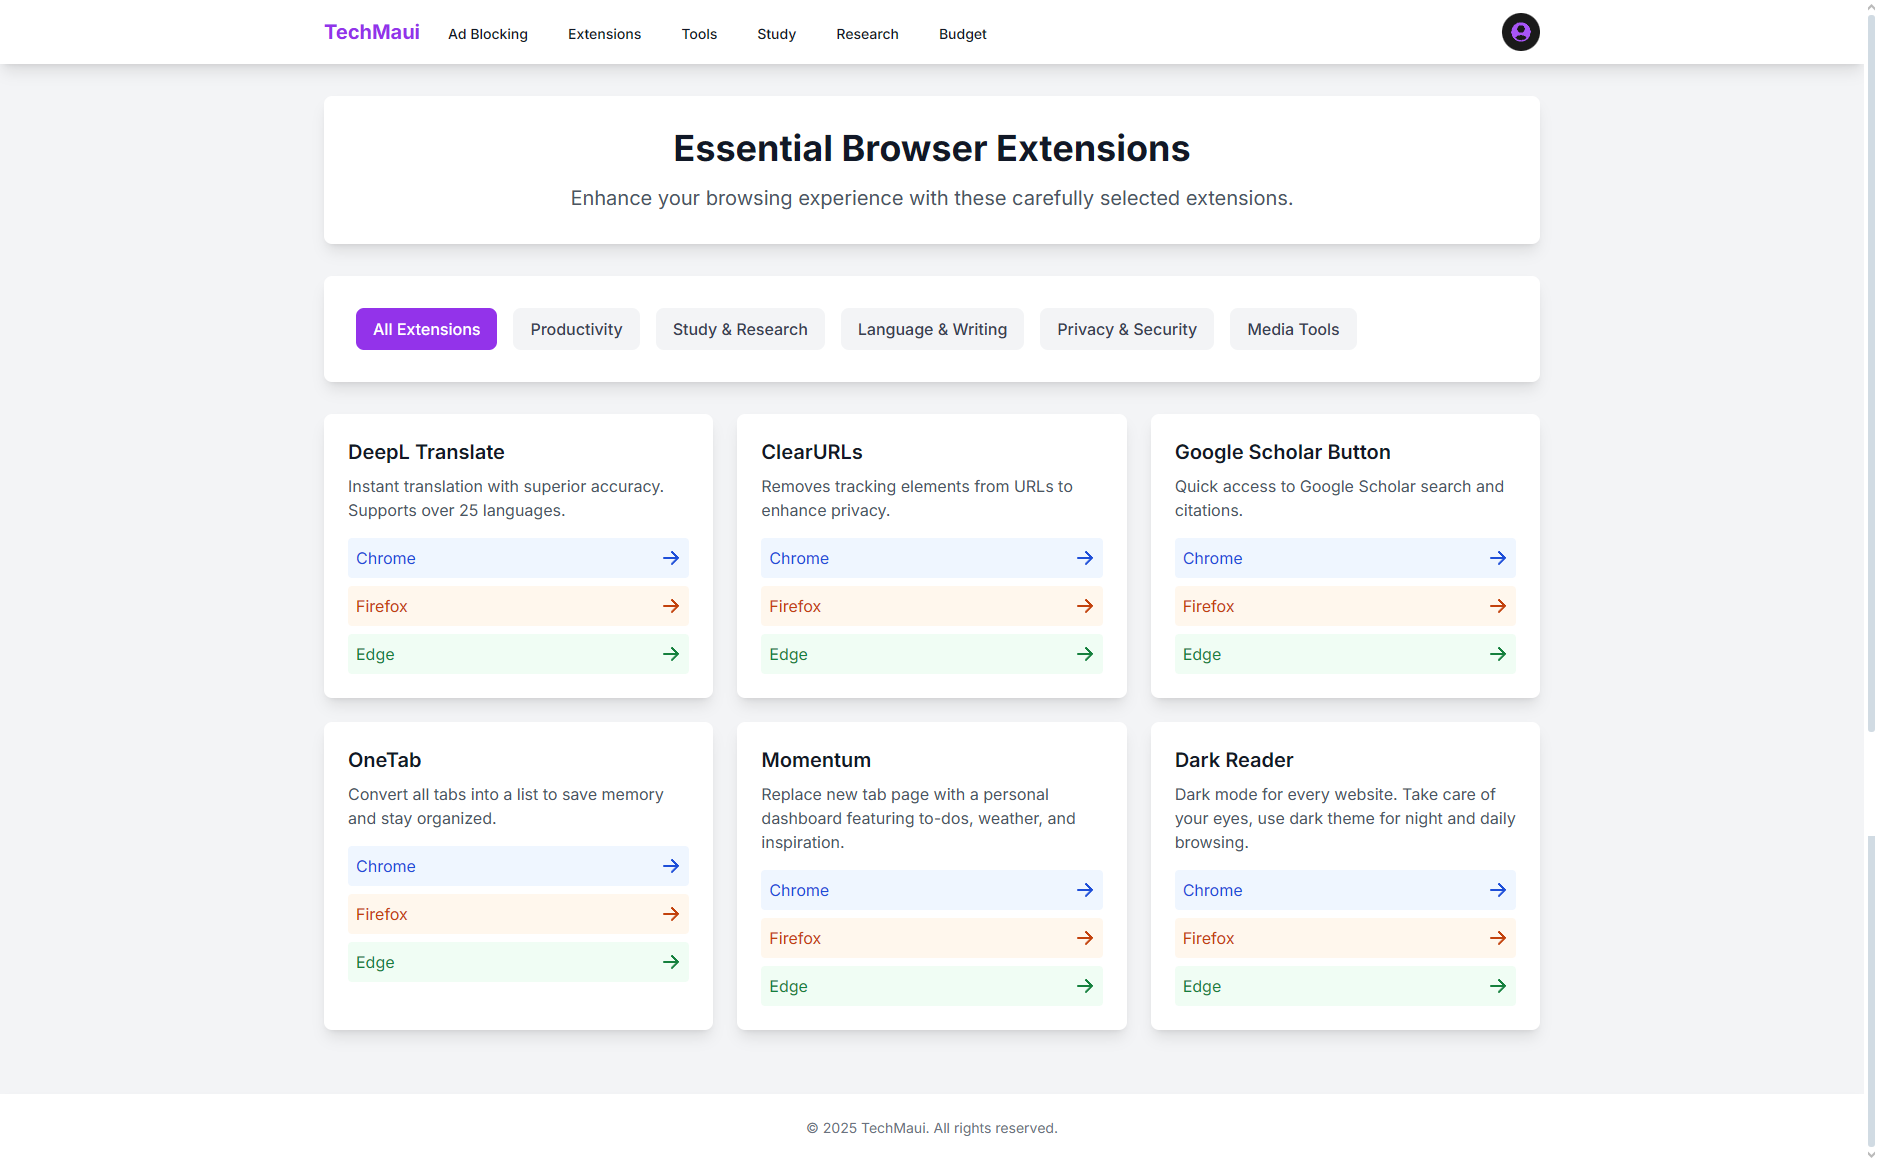 TechMaui
Ad Blocking
Extensions
Tools
Study
Research
Budget
Essential Browser Extensions
Enhance your browsing experience with these carefully selected extensions.
All Extensions
Productivity
Study & Research
Language & Writing
Privacy & Security
Media Tools
DeepL Translate
Instant translation with superior accuracy.
Supports over 25 languages.
Chrome
Firefox
Edge
ClearURLs
Removes tracking elements from URLs to
enhance privacy.
Chrome
Firefox
Edge
Google Scholar Button
Quick access to Google Scholar search and
citations.
Chrome
Firefox
Edge
OneTab
Convert all tabs into a list to save memory
and stay organized.
Chrome
Firefox
Edge
Momentum
Replace new tab page with a personal
dashboard featuring to-dos, weather, and
inspiration.
Chrome
Firefox
Edge
Dark Reader
Dark mode for every website. Take care of
your eyes, use dark theme for night and daily
browsing.
Chrome
Firefox
Edge
© 2025 TechMaui. All rights reserved.